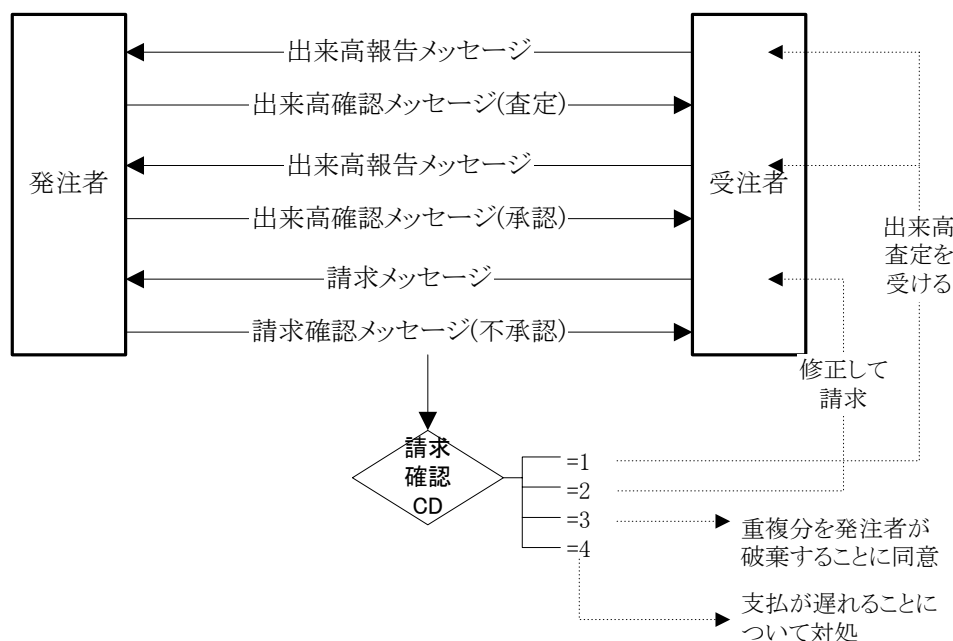 出来高報告メッセージ
出来高確認メッセージ(査定)
出来高報告メッセージ
発注者
受注者
出来高確認メッセージ(承認)
請求メッセージ
請求確認メッセージ(不承認)
出来高
査定を
受ける
修正して
請求
請求
確認
CD
=1
=2
=3
=4
重複分を発注者が
破棄することに同意
支払が遅れることに
ついて対処